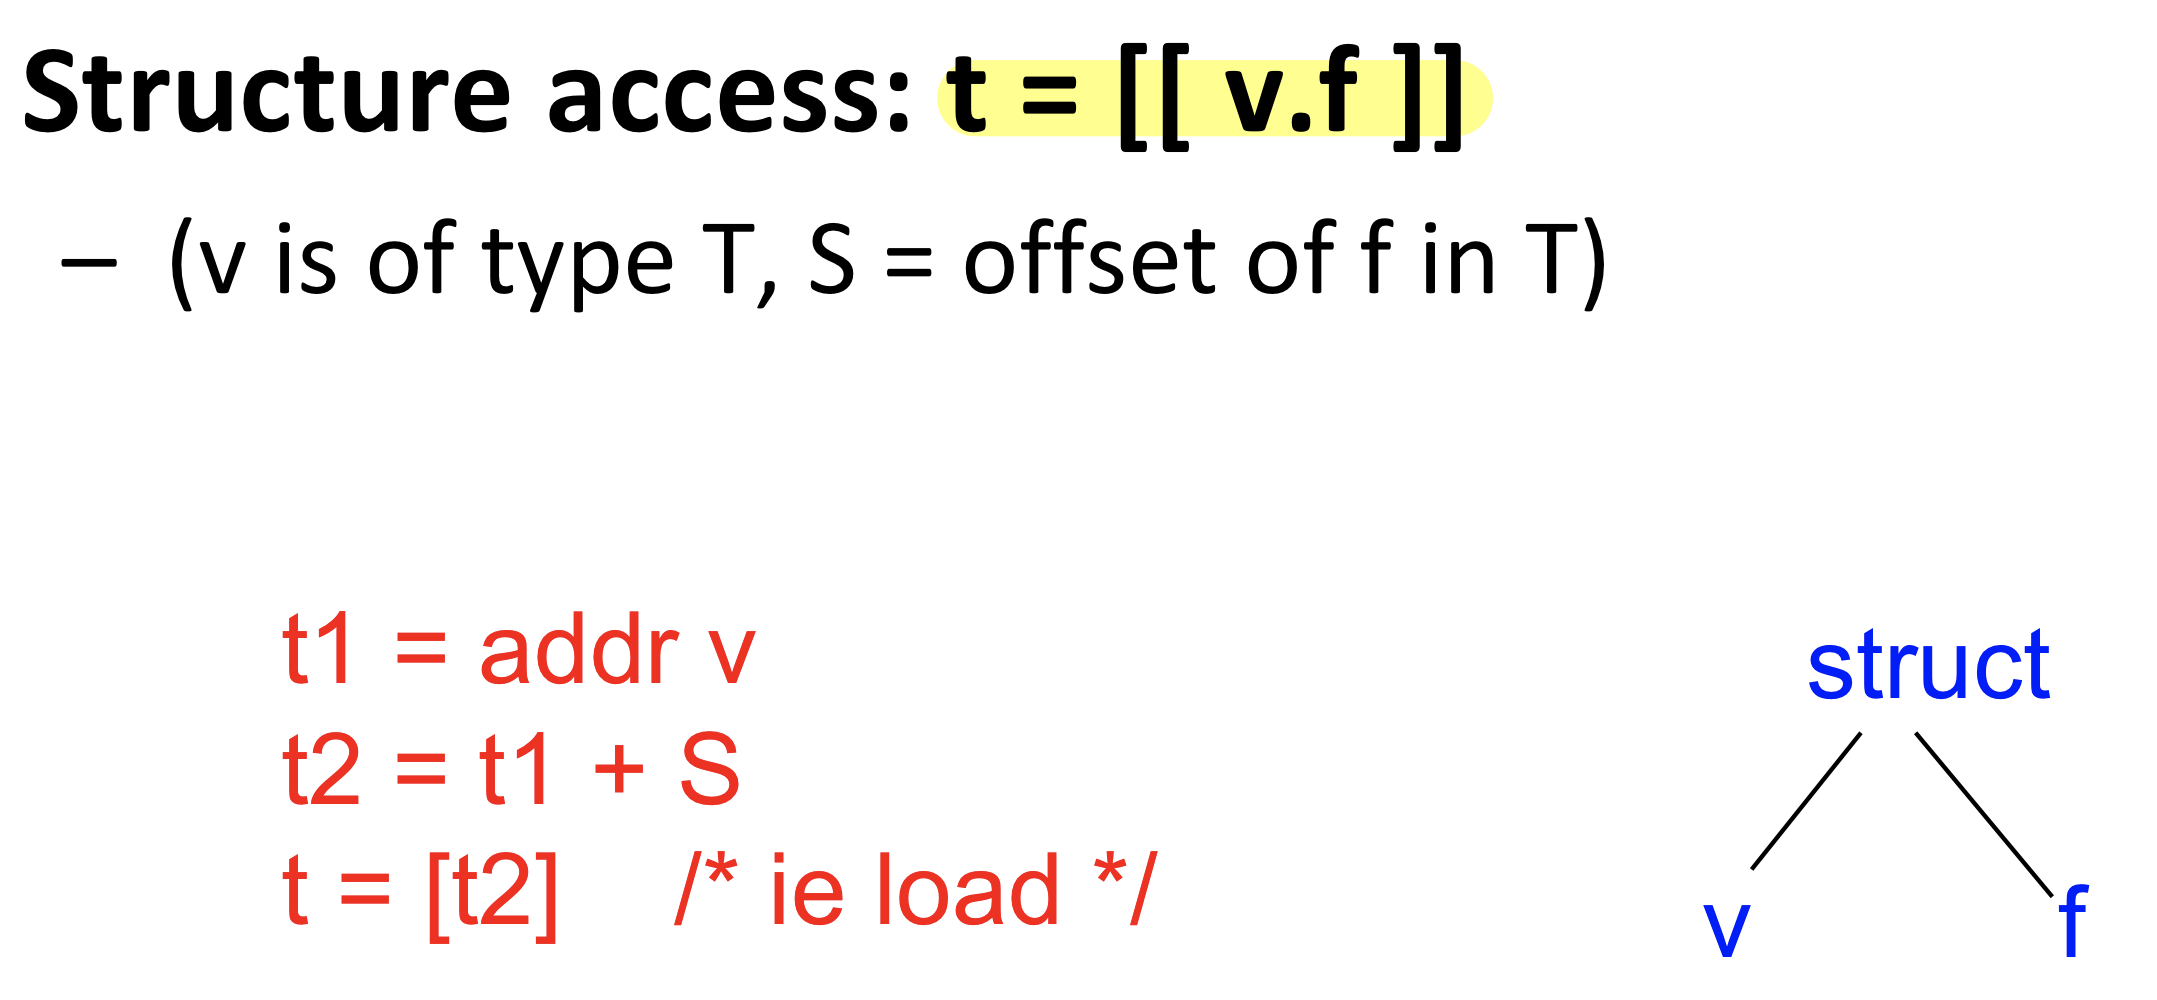 Structure access: t = [[ v.f ]]
– (v is of type T, S = offset of f in T)
t1 = addr v
t2 = t1 + S
t = [t2] /* ie load */
struct
v f